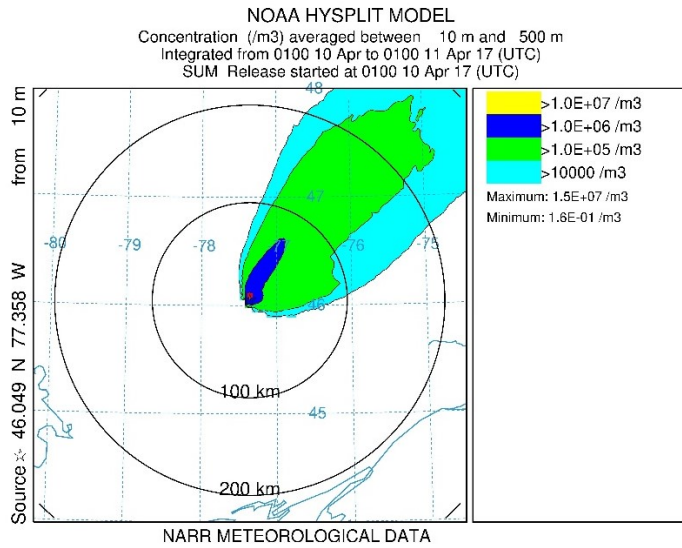 NOAA HYSPLIT MODEL
Concentration (/m3) averaged between 10 m and 500 m
Integrated from 0100 10 Apr to 0100 11 Apr 17 (UTC)
SUM Release started at 0100 10 Apr 17 (UTC)
Source ☆ 46.049 N 77.358 W from 10 m
48
47
-80
-79
-78
-76
-75
46
45
100 km
200 km
>1.0E+07 /m3
>1.0E+06 /m3
>1.0E+05 /m3
>10000 /m3
Maximum: 1.5E+07 /m3
Minimum: 1.6E-01 /m3
NARR METEOROLOGICAL DATA